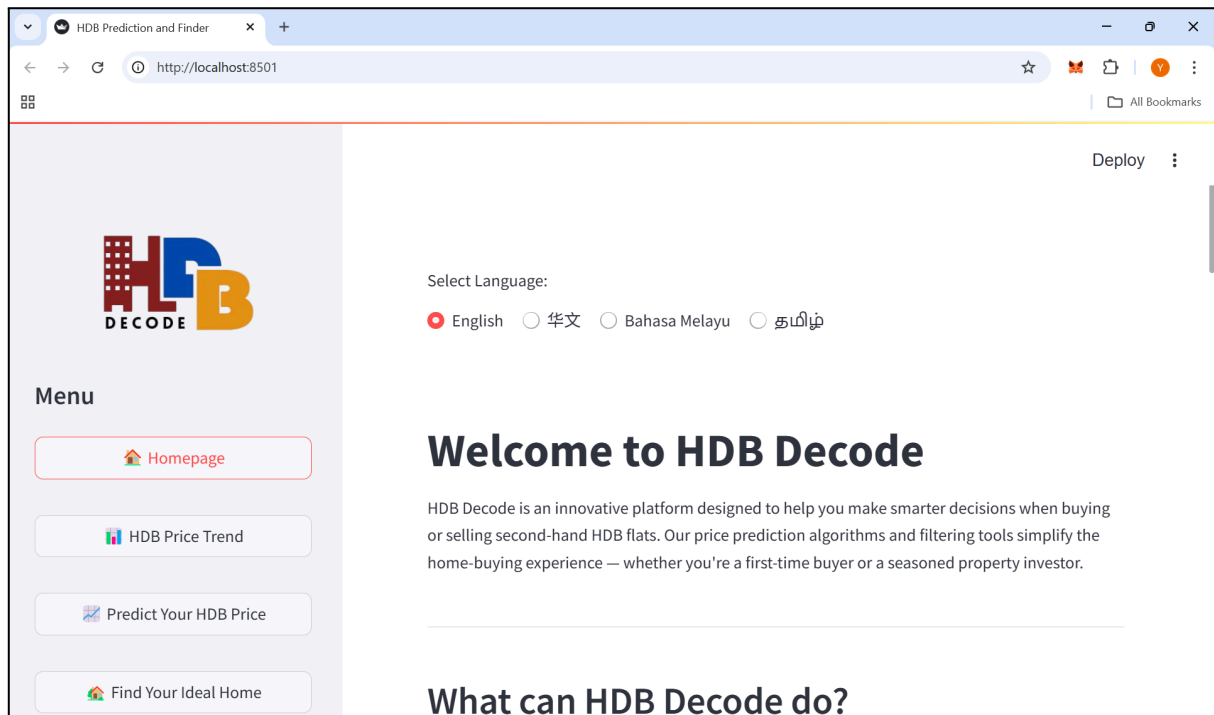 HDB Prediction and Finder
http://localhost:8501
All Bookmarks
Deploy
HDB
DECODE
Menu
Homepage
HDB Price Trend
Predict Your HDB Price
Find Your Ideal Home
Select Language:
English 华文 Bahasa Melayu தமிழ்
Welcome to HDB Decode
HDB Decode is an innovative platform designed to help you make smarter decisions when buying
or selling second-hand HDB flats. Our price prediction algorithms and filtering tools simplify the
home-buying experience — whether you're a first-time buyer or a seasoned property investor.
What can HDB Decode do?